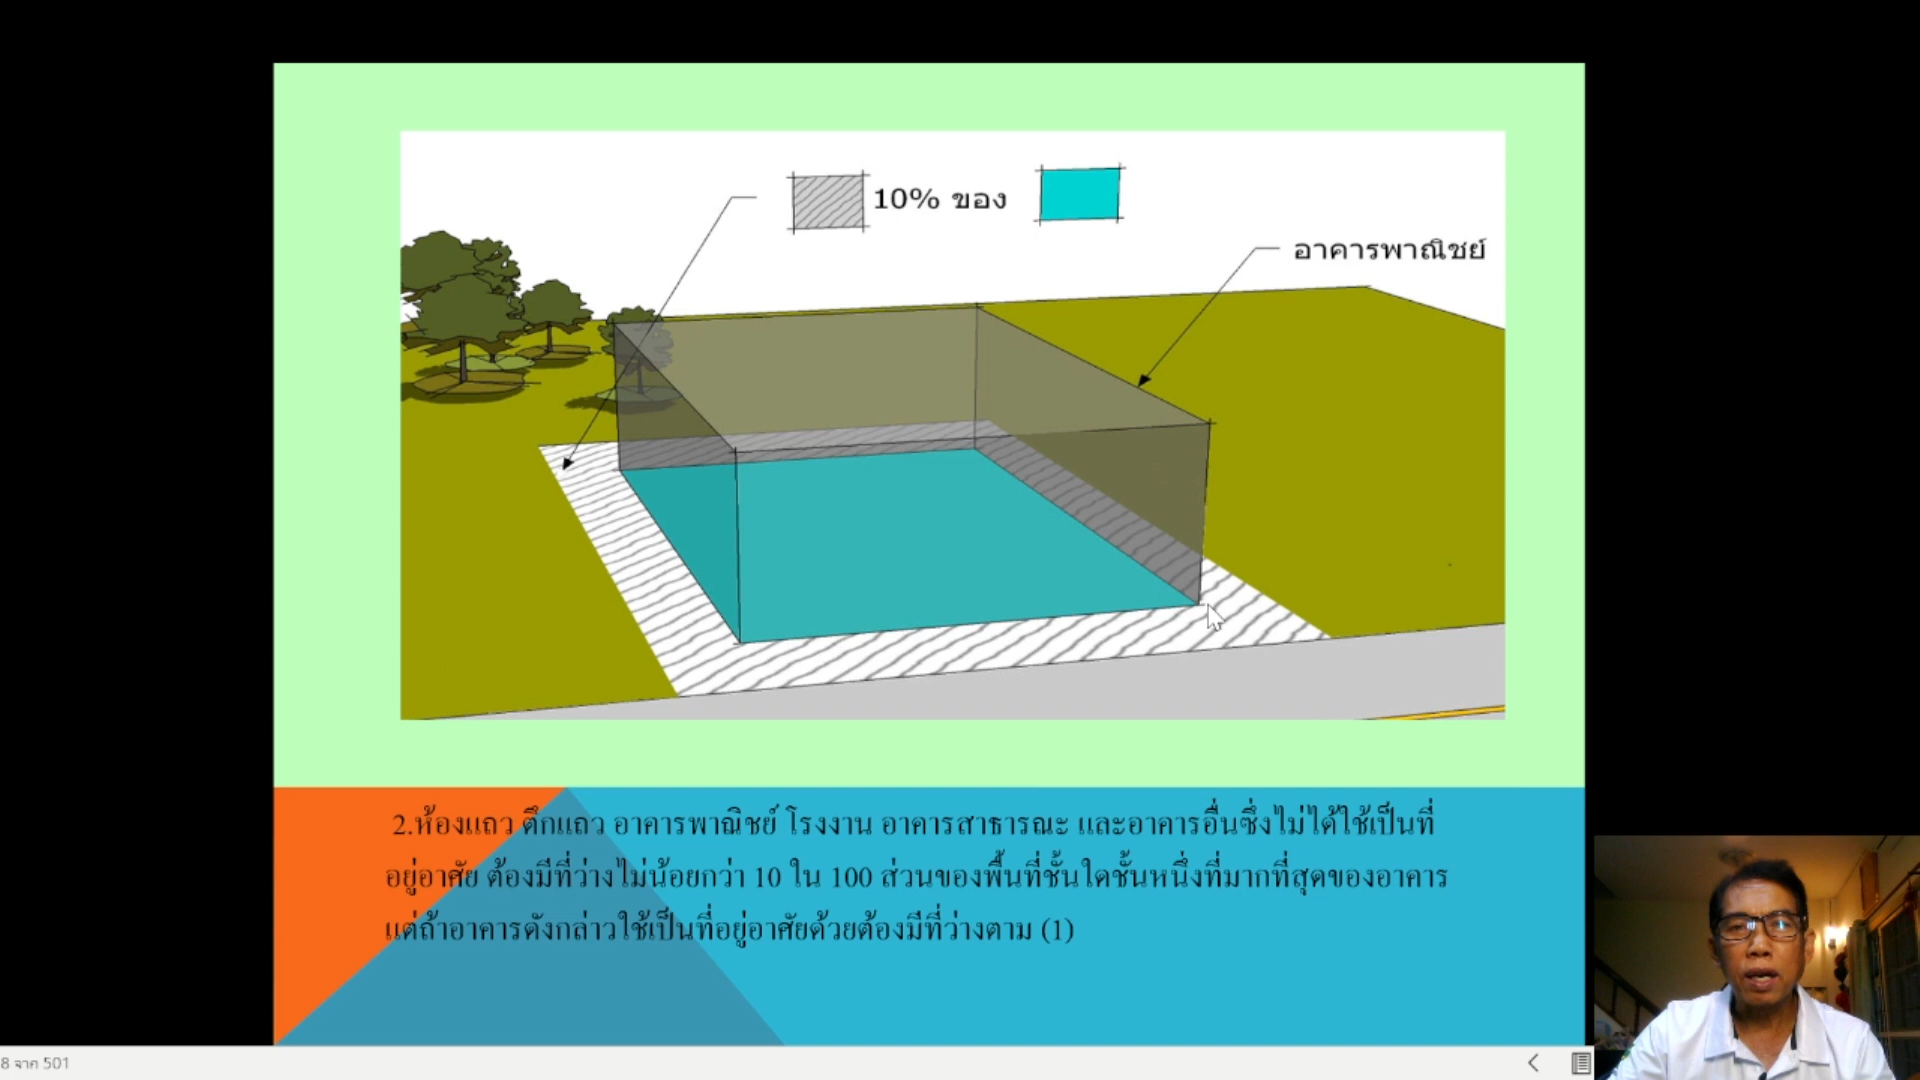 10% ของ
อาคารพาณิชย์
2.ห้องแถว ตึกแถว อาคารพาณิชย์ โรงงาน อาคารสาธารณะ และอาคารอื่นซึ่งไม่ได้ใช้เป็นที่
อยู่อาศัย ต้องมีที่ว่างไม่น้อยกว่า 10 ใน 100 ส่วนของพื้นที่ชั้นใดชั้นหนึ่งที่มากที่สุดของอาคาร
แต่ถ้าอาคารดังกล่าวใช้เป็นที่อยู่อาศัยด้วยต้องมีที่ว่างตาม (1)
8 จาก 501